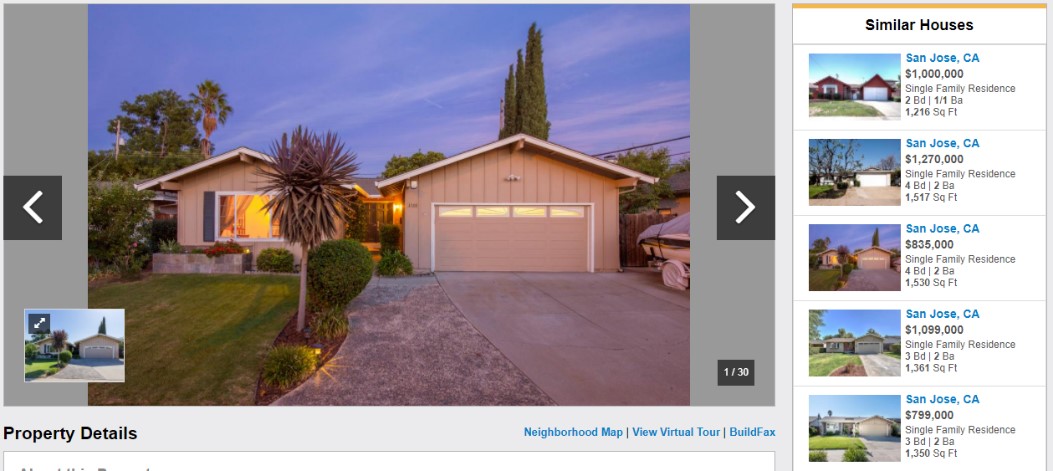 1 / 30
Property Details
Neighborhood Map | View Virtual Tour | BuildFax
Similar Houses
San Jose, CA
$1,000,000
Single Family Residence
2 Bd | 1/1 Ba
1,216 Sq Ft
San Jose, CA
$1,270,000
Single Family Residence
4 Bd | 2 Ba
1,517 Sq Ft
San Jose, CA
$835,000
Single Family Residence
4 Bd | 2 Ba
1,530 Sq Ft
San Jose, CA
$1,099,000
Single Family Residence
3 Bd | 2 Ba
1,361 Sq Ft
San Jose, CA
$799,000
Single Family Residence
3 Bd | 2 Ba
1,350 Sq Ft